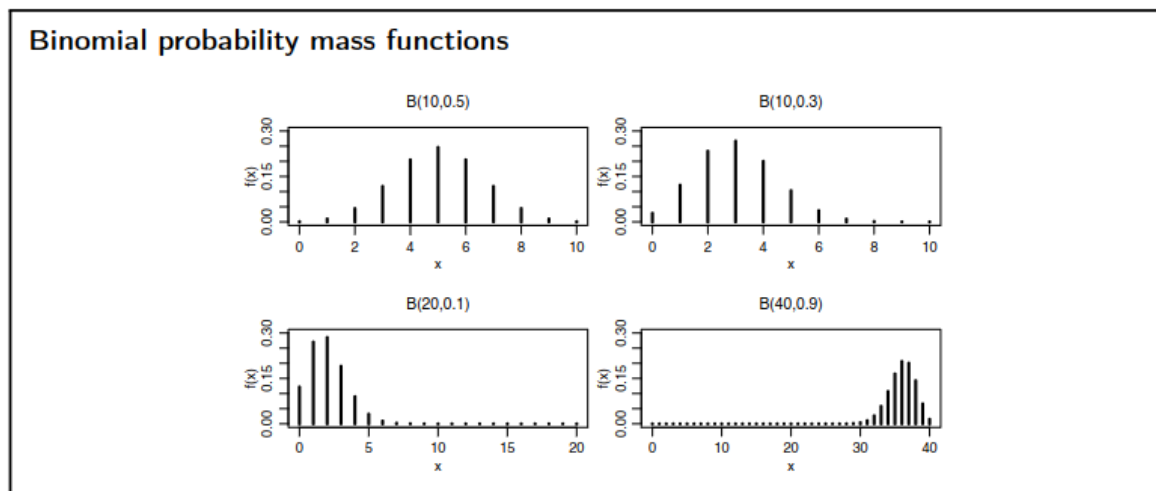 Binomial probability mass functions
B(10,0.5)
f(x)
0.00 0.15 0.30
0 2 4 6 8 10
x
B(10,0.3)
f(x)
0.00 0.15 0.30
0 2 4 6 8 10
x
B(20,0.1)
f(x)
0.00 0.15 0.30
0 5 10 15 20
x
B(40,0.9)
f(x)
0.00 0.15 0.30
0 10 20 30 40
x